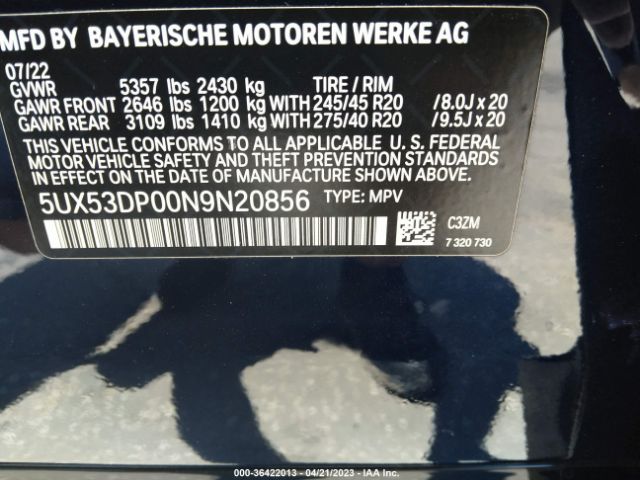 MFD BY BAYERISCHE MOTOREN WERKE AG
07/22
GVWR 5357 lbs 2430 kg TIRE / RIM
GAWR FRONT 2646 lbs 1200 kg WITH 245/45 R20 /8.0J x 20
GAWR REAR 3109 lbs 1410 kg WITH 275/40 R20 /9.5J x 20
THIS VEHICLE CONFORMS TO ALL APPLICABLE U. S. FEDERAL
MOTOR VEHICLE SAFETY AND THEFT PREVENTION STANDARDS
IN EFFECT ON THE DATE OF MANUFACTURE SHOWN ABOVE.
5UX53DP00N9N20856 TYPE: MPV
C3ZM
7 320 730
000-36422013 - 04/21/2023 - IAA Inc.